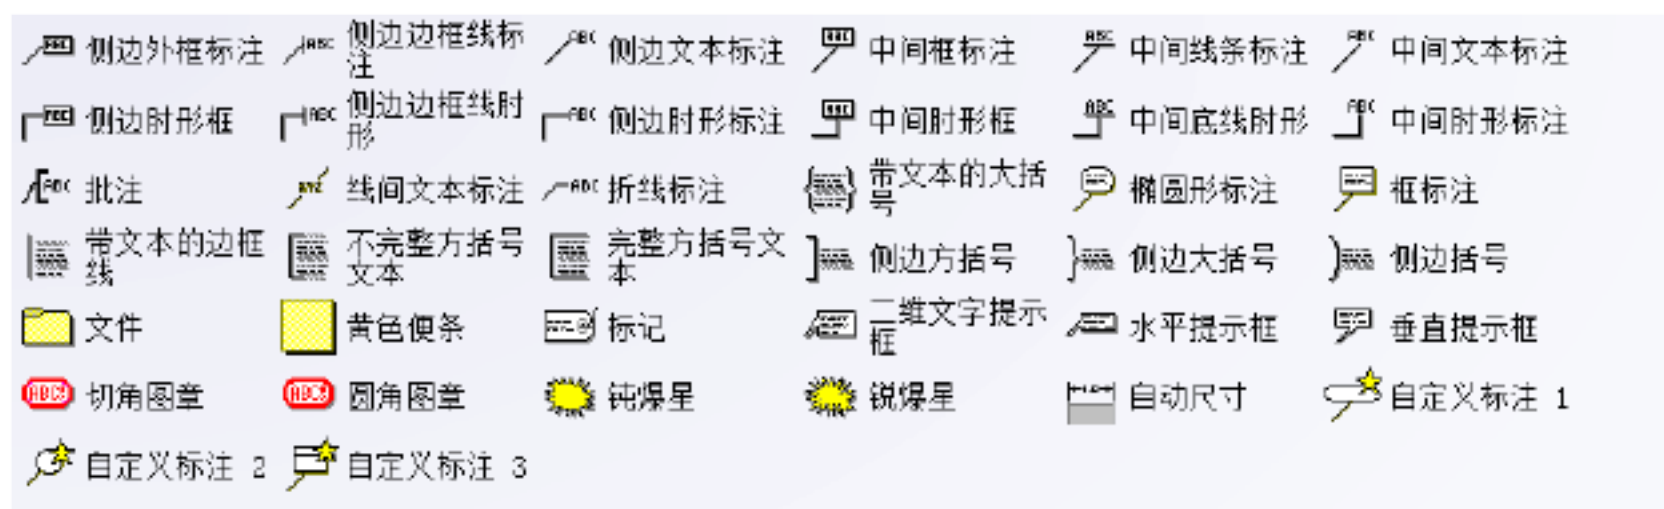 侧边外框标注 侧边边框线标注 侧边文本标注 中间框标注 中间线条标注 中间文本标注
侧边肘形框 侧边边框线肘形 侧边肘形标注 中间肘形框 中间底线肘形 中间肘形标注
批注 线间文本标注 折线标注 带文本的大括号 椭圆形标注 框标注
带文本的边框线 不完整方括号文本 完整方括号文本 侧边方括号 侧边大括号 侧边括号
文件 黄色便条 标记 二维文字提示框 水平提示框 垂直提示框
切角图章 圆角图章 钝爆星 锐爆星 自动尺寸 自定义标注 1
自定义标注 2 自定义标注 3